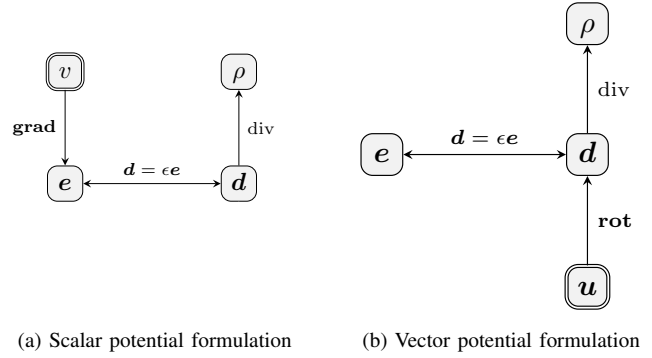 v
ρ
grad
div
d = ϵe
e
d
(a) Scalar potential formulation
ρ
div
d = ϵe
e
d
rot
u
(b) Vector potential formulation